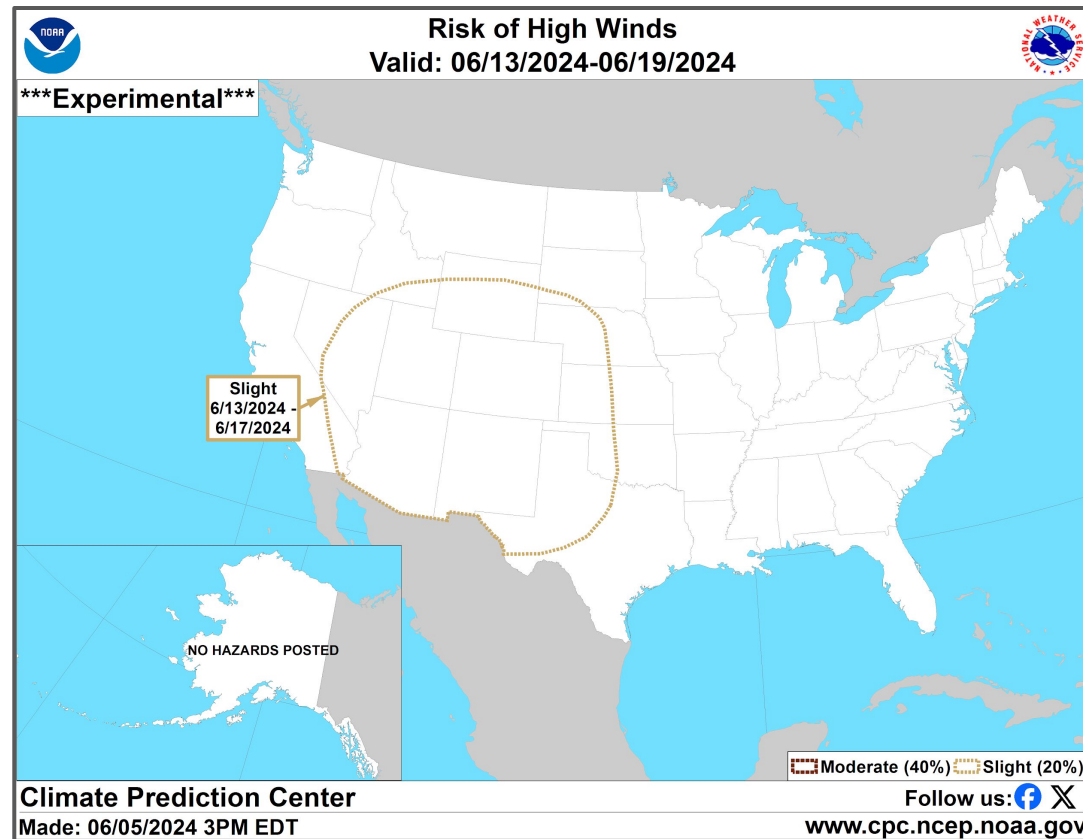 NOAA
Risk of High Winds
Valid: 06/13/2024-06/19/2024
NATIONAL WEATHER SERVICE
***Experimental***
Slight
6/13/2024 -
6/17/2024
NO HAZARDS POSTED
Moderate (40%) Slight (20%)
Climate Prediction Center
Follow us:
Made: 06/05/2024 3PM EDT
www.cpc.ncep.noaa.gov